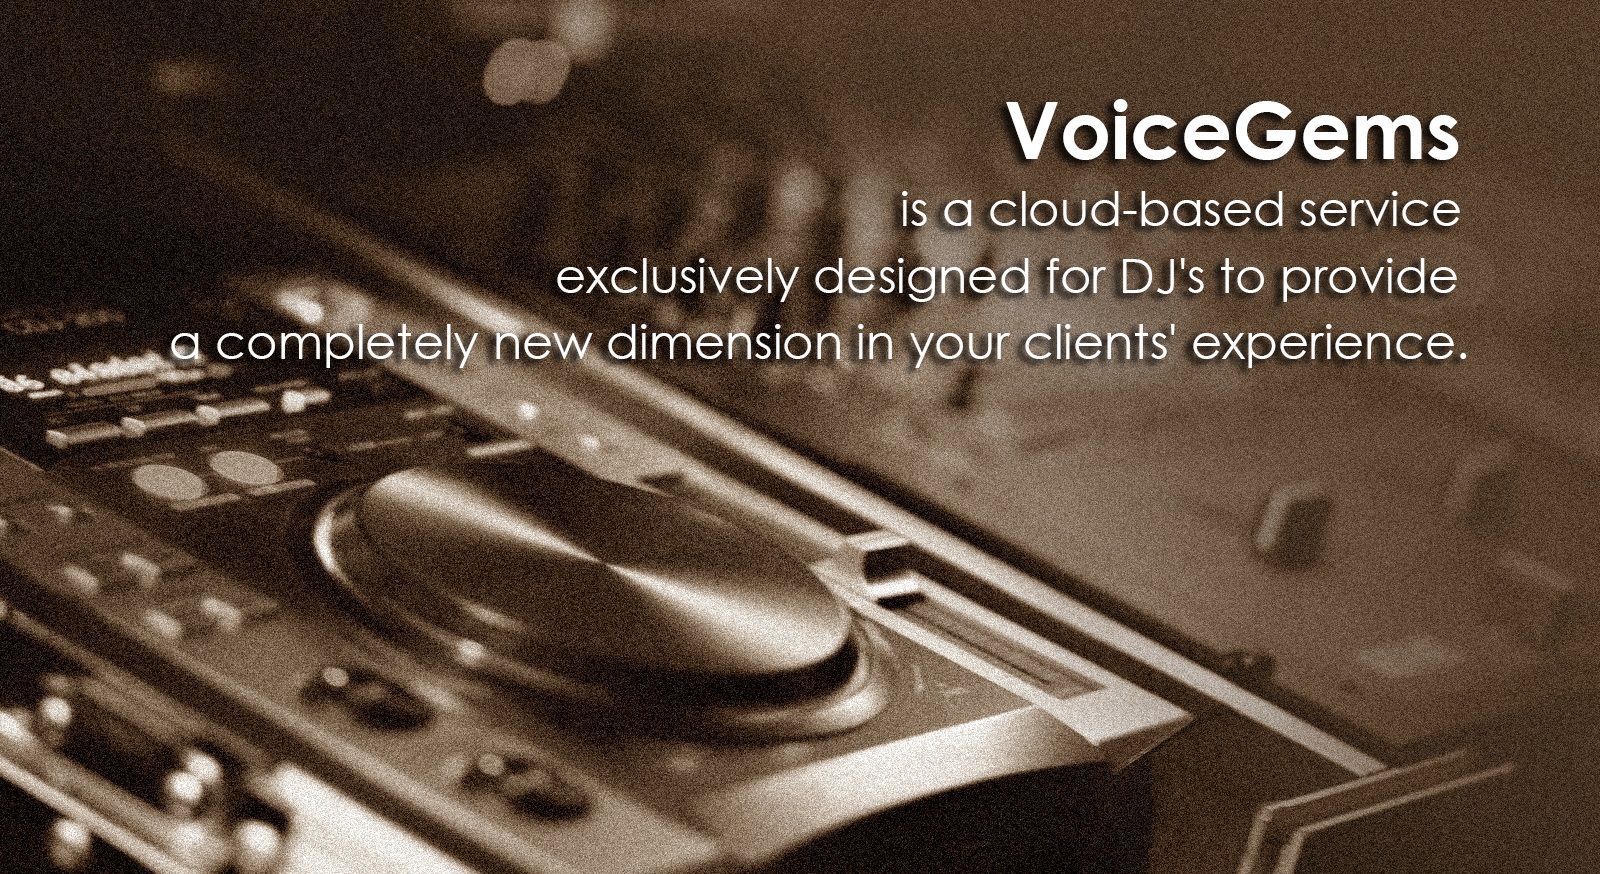 VoiceGems
is a cloud-based service
exclusively designed for DJ's to provide
a completely new dimension in your clients' experience.